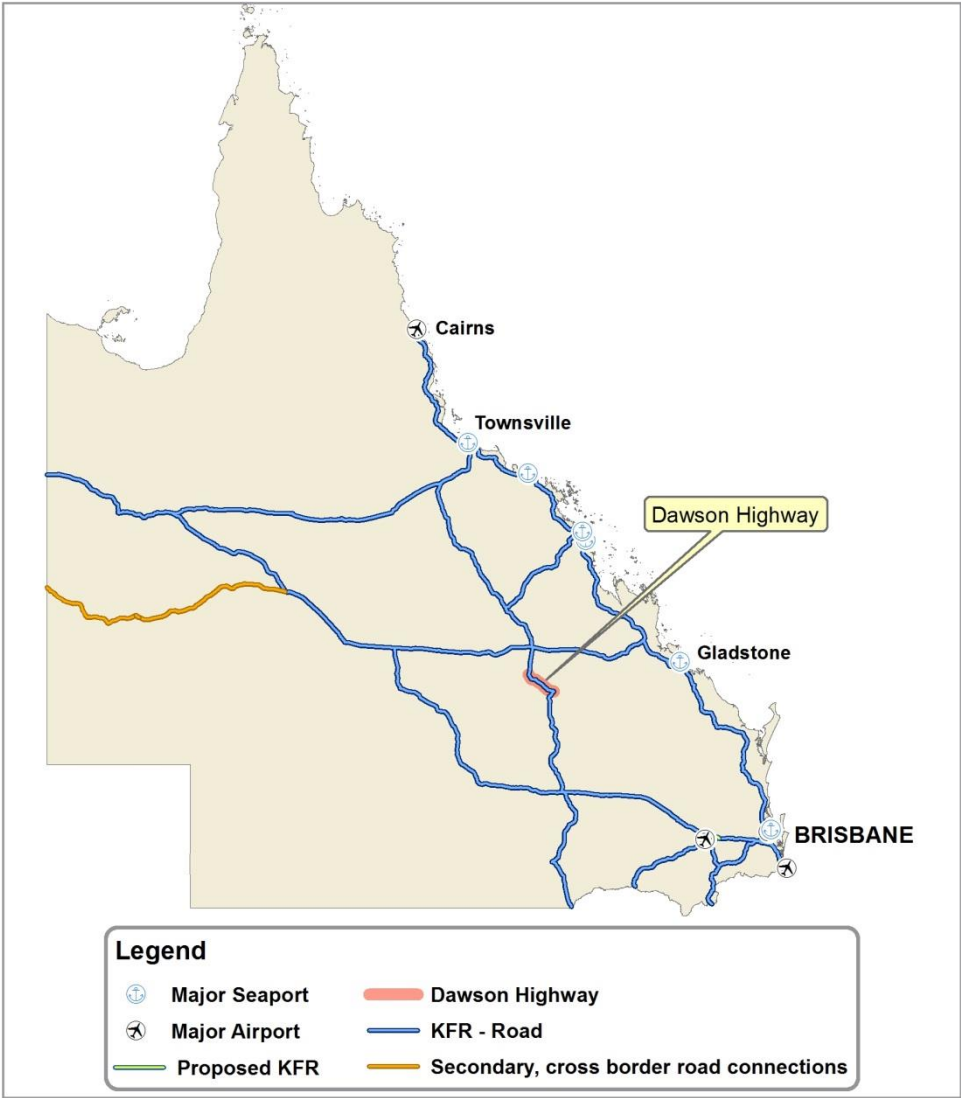 Cairns
Townsville
Dawson Highway
Gladstone
BRISBANE
Legend
Major Seaport
Dawson Highway
Major Airport
KFR - Road
Proposed KFR
Secondary, cross border road connections